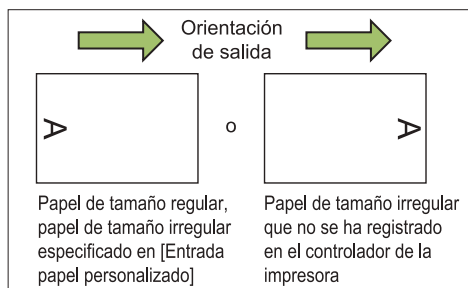 Orientación
de salida
A
o
A
Papel de tamaño regular,
papel de tamaño irregular
especificado en [Entrada
papel personalizado]
Papel de tamaño irregular
que no se ha registrado
en el controlador de la
impresora